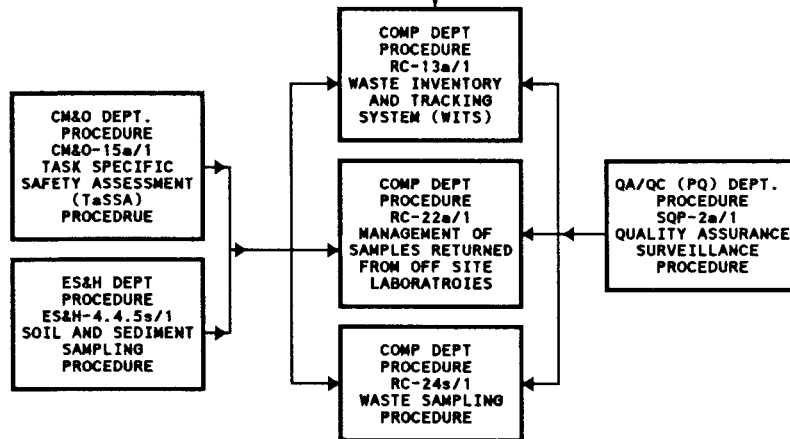 COMP DEPT
PROCEDURE
RC-13a/1
WASTE INVENTORY
AND TRACKING
SYSTEM (WITS)
CM&O DEPT.
PROCEDURE
CM&O-15a/1
TASK SPECIFIC
SAFETY ASSESSMENT
(TaSSA)
PROCEDRUE
COMP DEPT
PROCEDURE
RC-22a/1
MANAGEMENT OF
SAMPLES RETURNED
FROM OFF SITE
LABORATROIES
QA/QC (PQ) DEPT.
PROCEDURE
SQP-2a/1
QUALITY ASSURANCE
SURVEILLANCE
PROCEDURE
ES&H DEPT
PROCEDURE
ES&H-4.4.5s/1
SOIL AND SEDIMENT
SAMPLING
PROCEDURE
COMP DEPT
PROCEDURE
RC-24s/1
WASTE SAMPLING
PROCEDURE